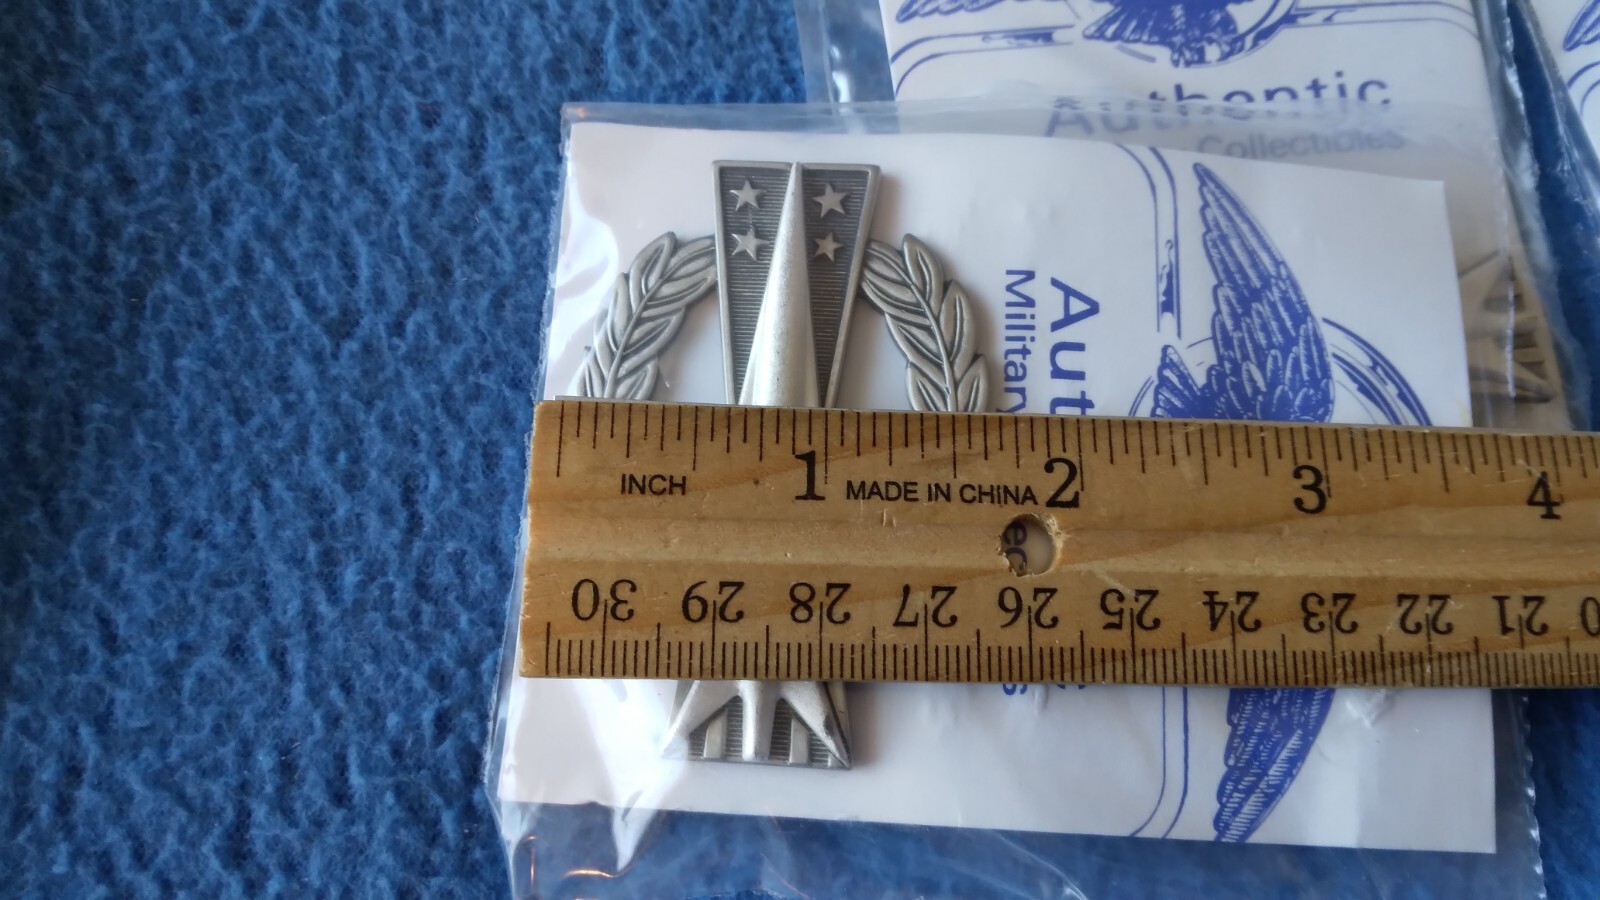 Authentic
Collectibles
Aut
Military
1 2 3 4
INCH MADE IN CHINA
ec
30 29 28 27 26 25 24 23 22 21
s